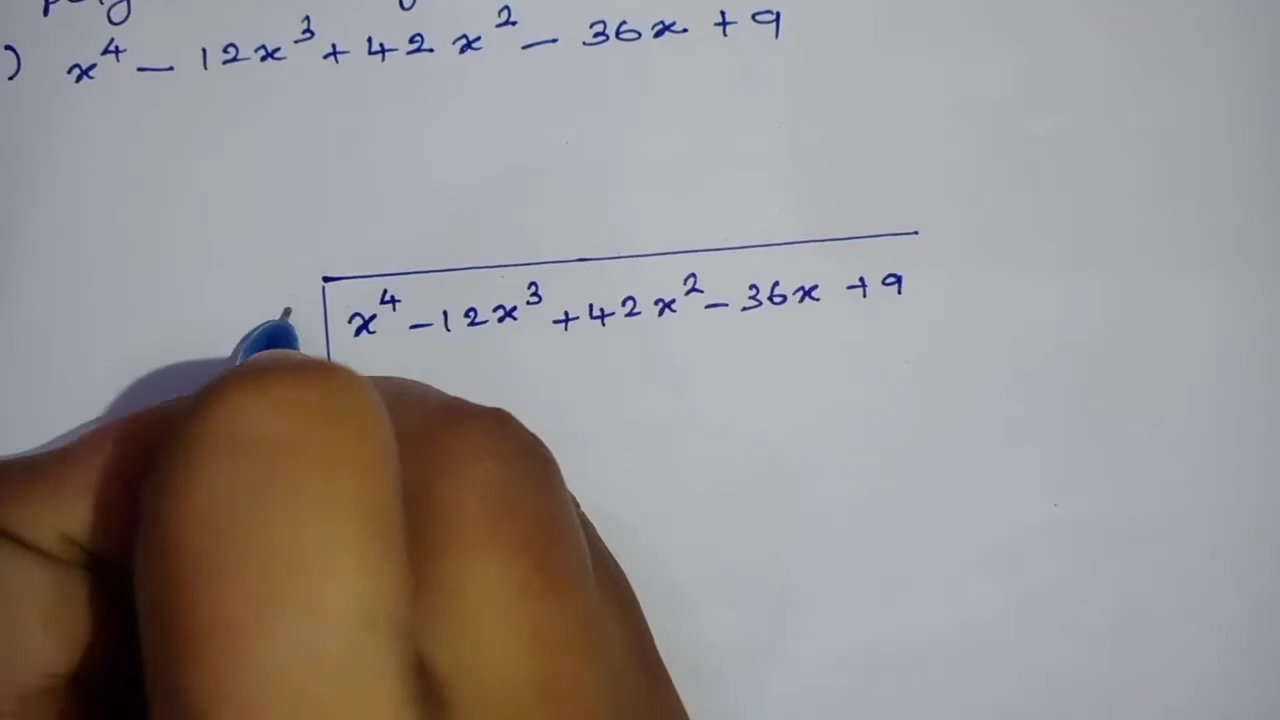 ) x⁴ - 12x³ + 42x² - 36x + 9
x⁴ - 12x³ + 42x² - 36x + 9